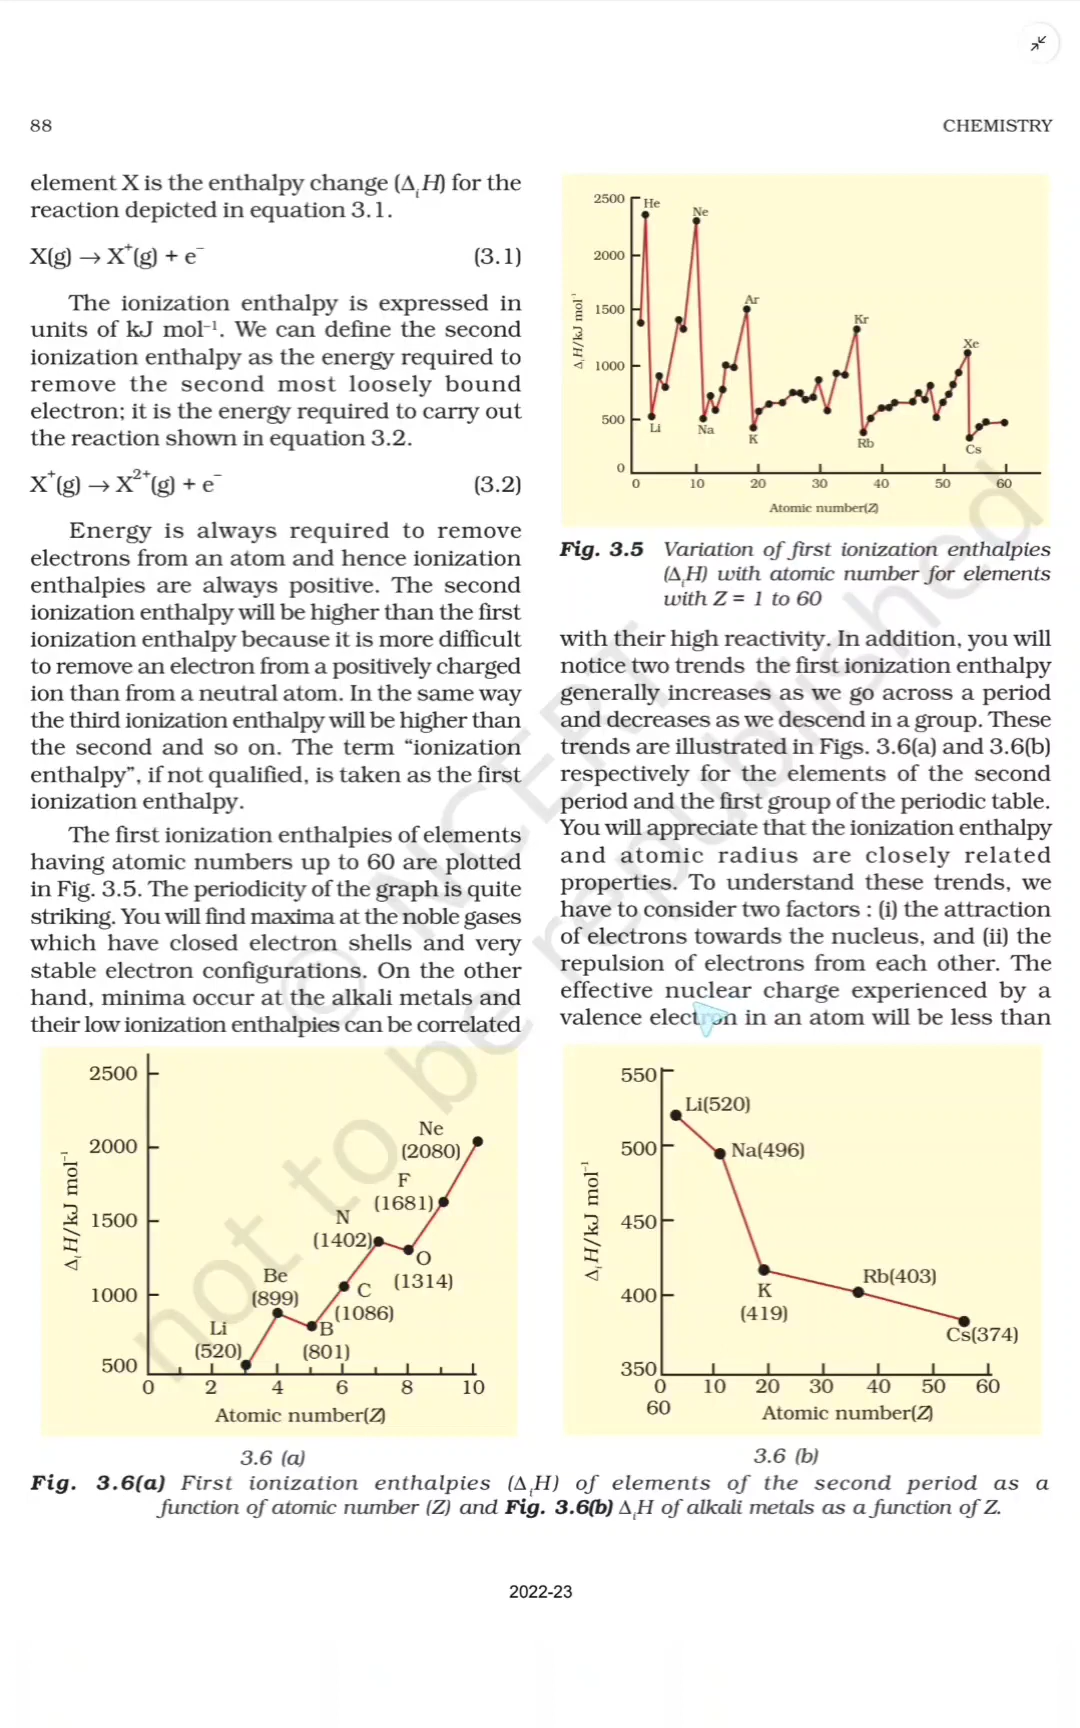 88
CHEMISTRY
element X is the enthalpy change (ΔᵢH) for the
reaction depicted in equation 3.1.
X(g) → X⁺(g) + e⁻ (3.1)
The ionization enthalpy is expressed in
units of kJ mol⁻¹. We can define the second
ionization enthalpy as the energy required to
remove the second most loosely bound
electron; it is the energy required to carry out
the reaction shown in equation 3.2.
X⁺(g) → X²⁺(g) + e⁻ (3.2)
Energy is always required to remove
electrons from an atom and hence ionization
enthalpies are always positive. The second
ionization enthalpy will be higher than the first
ionization enthalpy because it is more difficult
to remove an electron from a positively charged
ion than from a neutral atom. In the same way
the third ionization enthalpy will be higher than
the second and so on. The term “ionization
enthalpy”, if not qualified, is taken as the first
ionization enthalpy.
The first ionization enthalpies of elements
having atomic numbers up to 60 are plotted
in Fig. 3.5. The periodicity of the graph is quite
striking. You will find maxima at the noble gases
which have closed electron shells and very
stable electron configurations. On the other
hand, minima occur at the alkali metals and
their low ionization enthalpies can be correlated
2500
2000
1500
1000
500
0
ΔᵢH/kJ mol⁻¹
He
Ne
Ar
Kr
Xe
Li
Na
K
Rb
Cs
0 10 20 30 40 50 60
Atomic number(Z)
Fig. 3.5 Variation of first ionization enthalpies
(ΔᵢH) with atomic number for elements
with Z = 1 to 60
with their high reactivity. In addition, you will
notice two trends the first ionization enthalpy
generally increases as we go across a period
and decreases as we descend in a group. These
trends are illustrated in Figs. 3.6(a) and 3.6(b)
respectively for the elements of the second
period and the first group of the periodic table.
You will appreciate that the ionization enthalpy
and atomic radius are closely related
properties. To understand these trends, we
have to consider two factors : (i) the attraction
of electrons towards the nucleus, and (ii) the
repulsion of electrons from each other. The
effective nuclear charge experienced by a
valence electron in an atom will be less than
2500
2000
1500
1000
500
ΔᵢH/kJ mol⁻¹
Ne
(2080)
F
(1681)
N
(1402)
O
(1314)
Be
(899)
C
(1086)
Li
(520)
B
(801)
0 2 4 6 8 10
Atomic number(Z)
3.6 (a)
550
500
450
400
350
ΔᵢH/kJ mol⁻¹
Li(520)
Na(496)
K
(419)
Rb(403)
Cs(374)
0 10 20 30 40 50 60
60
Atomic number(Z)
3.6 (b)
Fig. 3.6(a) First ionization enthalpies (ΔᵢH) of elements of the second period as a
function of atomic number (Z) and Fig. 3.6(b) ΔᵢH of alkali metals as a function of Z.
© NCERT
not to be republished
2022-23